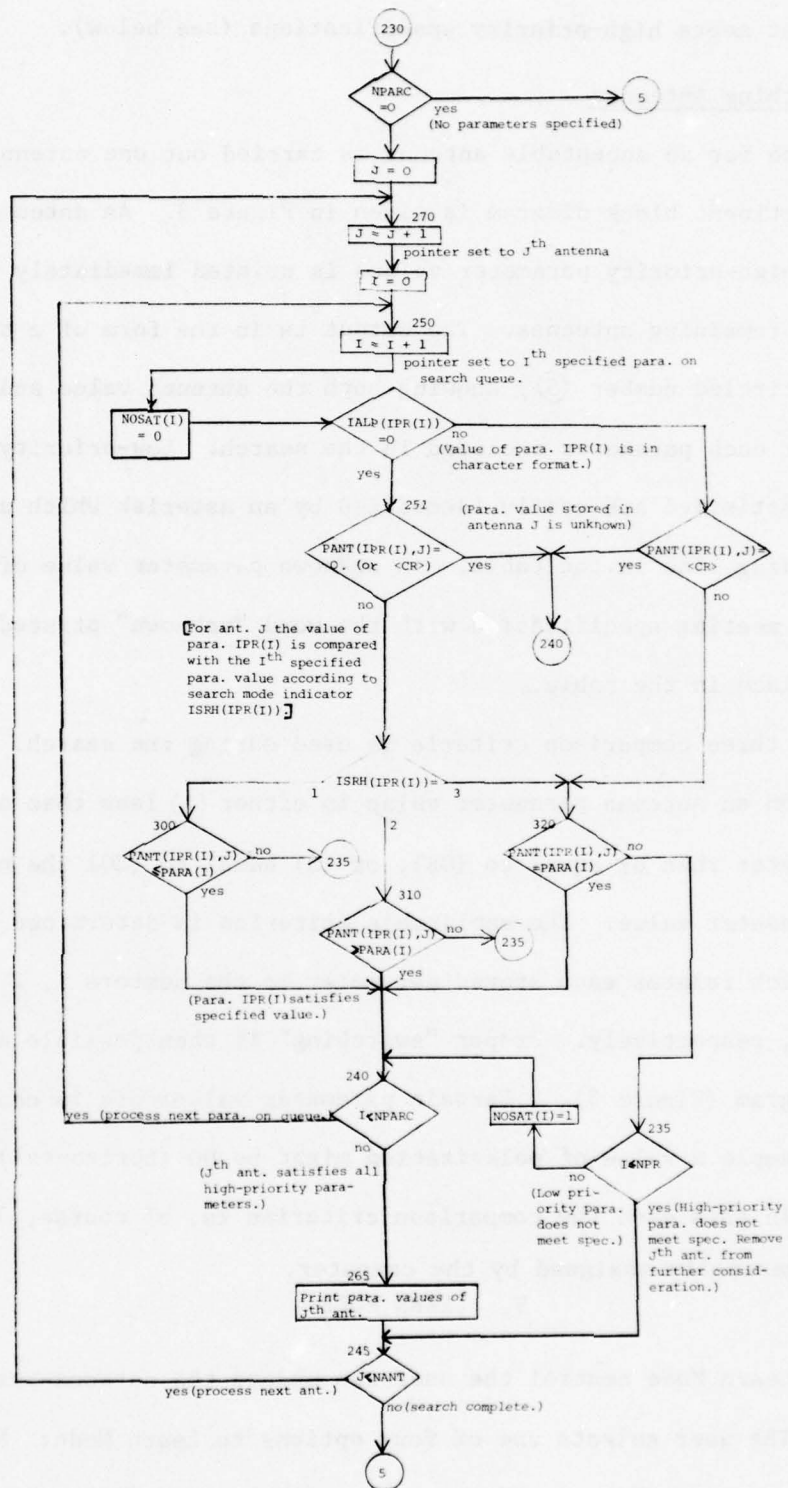 230
NPARC
=0
yes
(No parameters specified)
5
J = 0
270
J = J + 1
pointer set to Jth antenna
I = 0
250
I = I + 1
pointer set to Ith specified para. on
search queue.
NOSAT(I)
= 0
IALP(IPR(I))
=0
no
(Value of para. IPR(I) is in
character format.)
yes
251
(Para. value stored in
antenna J is unknown)
PANT(IPR(I),J)=
0. (or <CR>)
yes
yes
PANT(IPR(I),J)=
<CR>
no
no
240
[For ant. J the value of
para. IPR(I) is compared
with the Ith specified
para. value according to
search mode indicator
ISRH(IPR(I)).]
1
ISRH(IPR(I))=
3
2
300
PANT(IPR(I),J)
≤PARA(I)
no
235
yes
320
PANT(IPR(I),J)
=PARA(I)
no
yes
310
PANT(IPR(I),J)
≥PARA(I)
no
235
yes
(Para. IPR(I) satisfies
specified value.)
240
I<NPARC
yes (process next para. on queue.)
no
(Jth ant. satisfies all
high-priority para-
meters.)
NOSAT(I)=1
235
I≤NPR
no
(Low pri-
ority para.
does not
meet spec.)
yes(High-priority
para. does not
meet spec. Remove
Jth ant. from
further consid-
eration.)
265
Print para. values of
Jth ant.
245
J<NANT
yes(process next ant.)
no(search complete.)
5